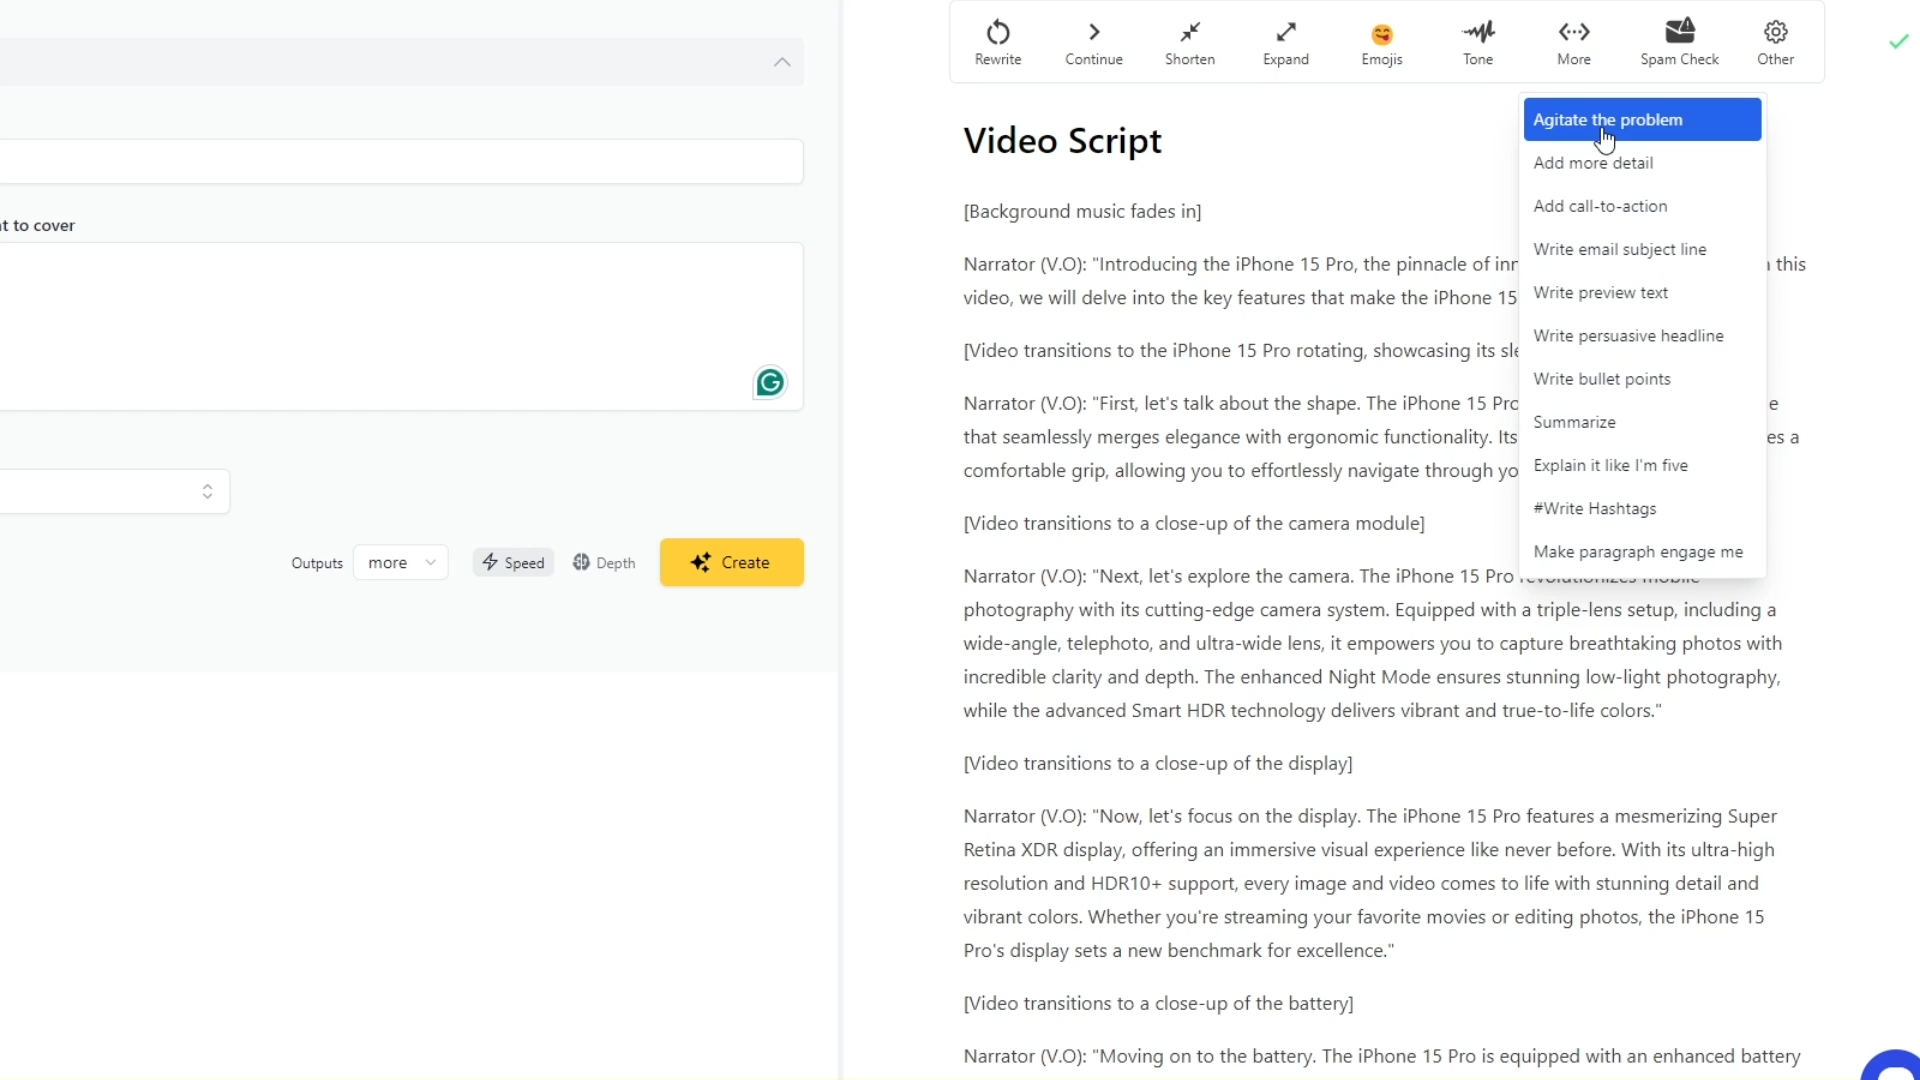 Rewrite
Continue
Shorten
Expand
Emojis
Tone
More
Spam Check
Other
t to cover
Outputs
more
Speed
Depth
Create
Video Script
[Background music fades in]
Narrator (V.O): "Introducing the iPhone 15 Pro, the pinnacle of inn this
video, we will delve into the key features that make the iPhone 15
[Video transitions to the iPhone 15 Pro rotating, showcasing its sle
Narrator (V.O): "First, let's talk about the shape. The iPhone 15 Pro e
that seamlessly merges elegance with ergonomic functionality. Its es a
comfortable grip, allowing you to effortlessly navigate through yo
[Video transitions to a close-up of the camera module]
Narrator (V.O): "Next, let's explore the camera. The iPhone 15 Pro revolutionizes mobile
photography with its cutting-edge camera system. Equipped with a triple-lens setup, including a
wide-angle, telephoto, and ultra-wide lens, it empowers you to capture breathtaking photos with
incredible clarity and depth. The enhanced Night Mode ensures stunning low-light photography,
while the advanced Smart HDR technology delivers vibrant and true-to-life colors."
[Video transitions to a close-up of the display]
Narrator (V.O): "Now, let's focus on the display. The iPhone 15 Pro features a mesmerizing Super
Retina XDR display, offering an immersive visual experience like never before. With its ultra-high
resolution and HDR10+ support, every image and video comes to life with stunning detail and
vibrant colors. Whether you're streaming your favorite movies or editing photos, the iPhone 15
Pro's display sets a new benchmark for excellence."
[Video transitions to a close-up of the battery]
Narrator (V.O): "Moving on to the battery. The iPhone 15 Pro is equipped with an enhanced battery
Agitate the problem
Add more detail
Add call-to-action
Write email subject line
Write preview text
Write persuasive headline
Write bullet points
Summarize
Explain it like I'm five
#Write Hashtags
Make paragraph engage me